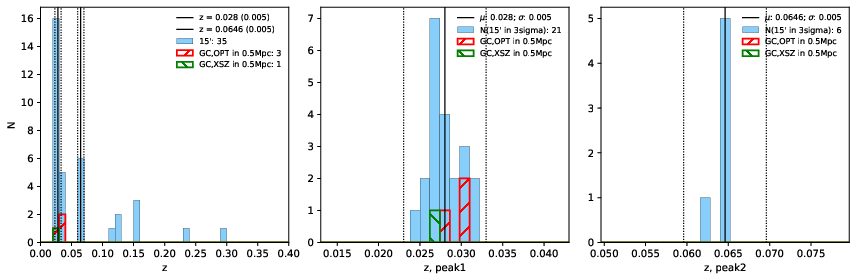 z = 0.028 (0.005)
z = 0.0646 (0.005)
15': 35
GC,OPT in 0.5Mpc: 3
GC,XSZ in 0.5Mpc: 1
N
16
14
12
10
8
6
4
2
0
0.00 0.05 0.10 0.15 0.20 0.25 0.30 0.35 0.40
z
μ: 0.028; σ: 0.005
N(15' in 3sigma): 21
GC,OPT in 0.5Mpc
GC,XSZ in 0.5Mpc
7
6
5
4
3
2
1
0
0.015 0.020 0.025 0.030 0.035 0.040
z, peak1
μ: 0.0646; σ: 0.005
N(15' in 3sigma): 6
GC,OPT in 0.5Mpc
GC,XSZ in 0.5Mpc
5
4
3
2
1
0
0.050 0.055 0.060 0.065 0.070 0.075
z, peak2